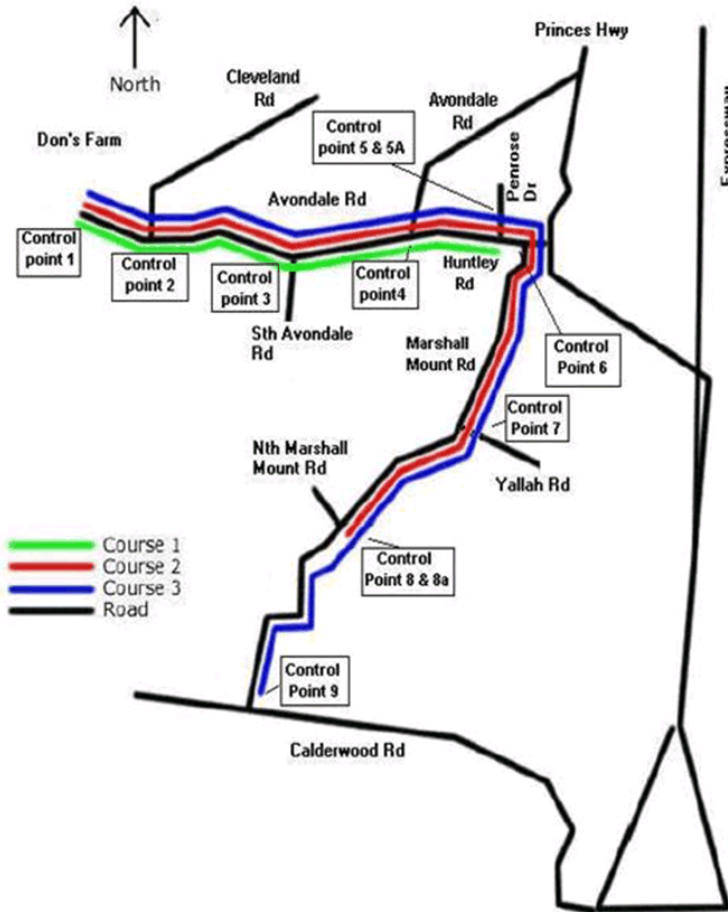 Princes Hwy
North
Cleveland
Rd
Avondale
Rd
Expressway
Control
point 5 & 5A
Penrose
Dr
Don's Farm
Avondale Rd
Control
point 1
Control
point 2
Control
point 3
Control
point4
Huntley
Rd
Sth Avondale
Rd
Marshall
Mount Rd
Control
Point 6
Control
Point 7
Nth Marshall
Mount Rd
Yallah Rd
Course 1
Course 2
Course 3
Road
Control
Point 8 & 8a
Control
Point 9
Calderwood Rd